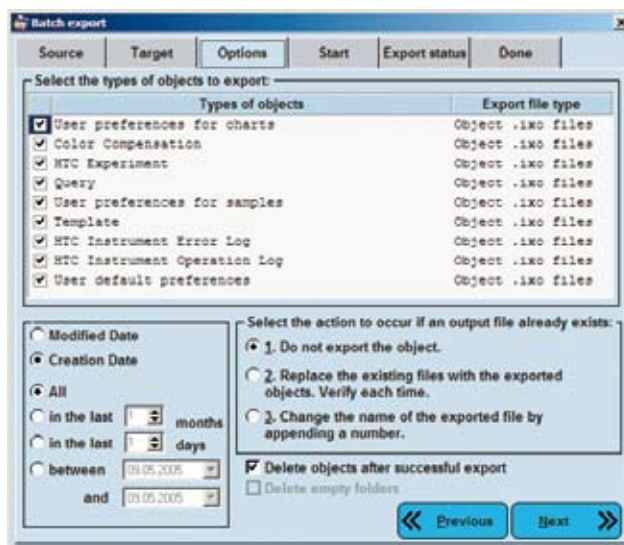 Batch export
Source Target Options Start Export status Done
Select the types of objects to export:
Types of objects Export file type
User preferences for charts Object .ixo files
Color Compensation Object .ixo files
HTC Experiment Object .ixo files
Query Object .ixo files
User preferences for samples Object .ixo files
Template Object .ixo files
HTC Instrument Error Log Object .ixo files
HTC Instrument Operation Log Object .ixo files
User default preferences Object .ixo files
Modified Date
Creation Date
All
in the last 1 months
in the last 1 days
between 09.05.2005
and 09.05.2005
Select the action to occur if an output file already exists:
1. Do not export the object.
2. Replace the existing files with the exported
objects. Verify each time.
3. Change the name of the exported file by
appending a number.
Delete objects after successful export
Delete empty folders
Previous Next